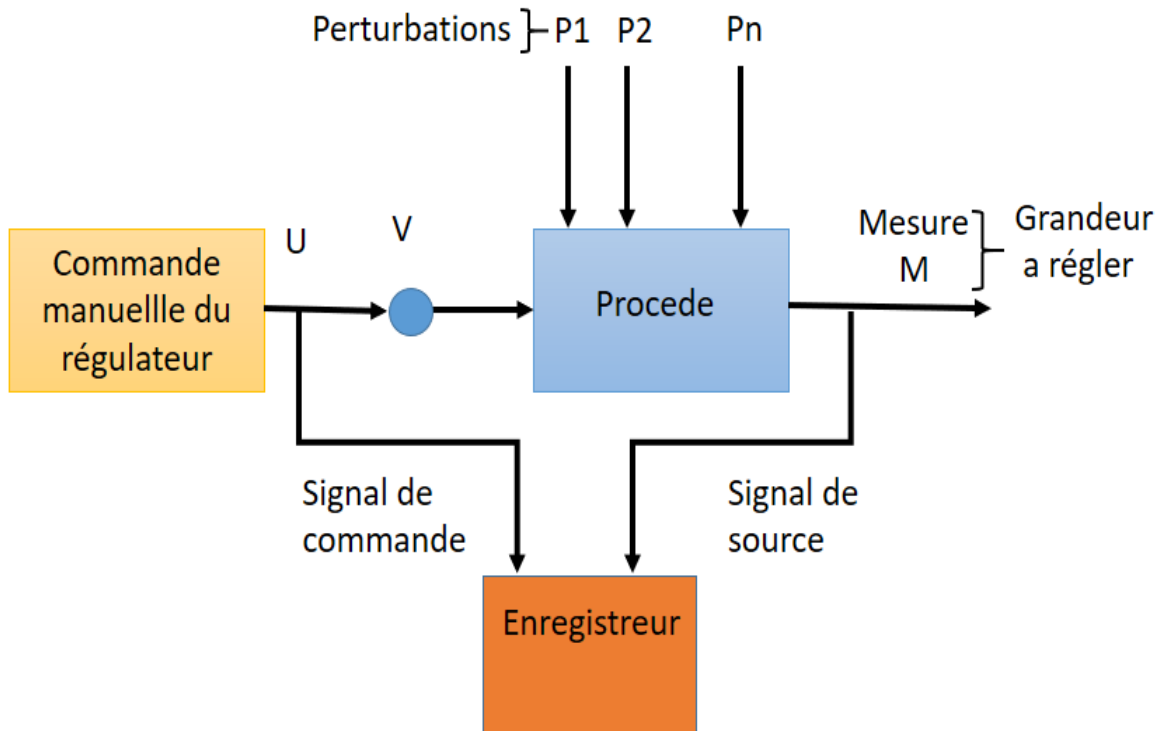 Perturbations P1 P2 Pn
U
V
Commande
manuellle du
régulateur
Procede
Mesure
M
Grandeur
a régler
Signal de
commande
Signal de
source
Enregistreur